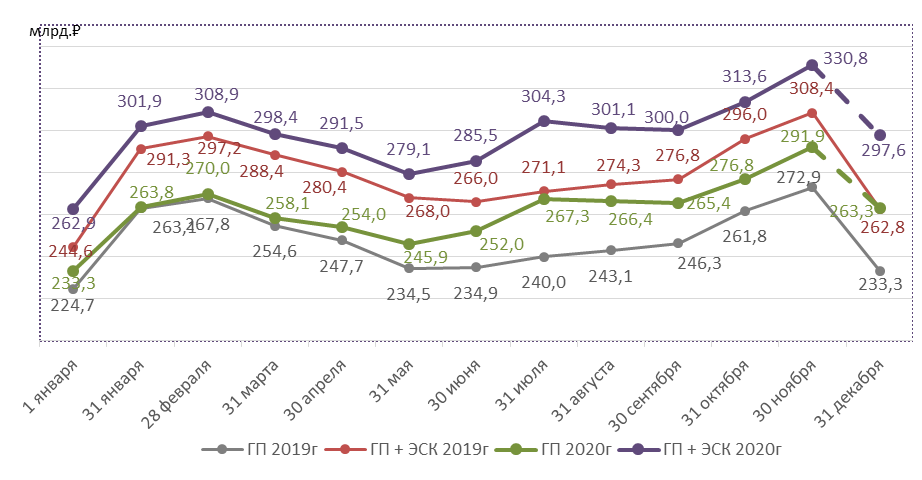 млрд.₽
330,8
313,6
308,9
301,9
304,3
308,4
298,4
301,1
300,0
296,0
291,5
285,5
291,9
297,6
291,3
297,2
279,1
288,4
270,0
280,4
266,0
271,1
274,3
276,8
276,8
272,9
263,8
258,1
254,0
268,0
267,3
266,4
265,4
263,3
262,8
262,9
263,1
267,8
261,8
244,6
254,6
247,7
245,9
252,0
246,3
233,3
240,0
243,1
233,3
224,7
234,5
234,9
1 января
31 января
28 февраля
31 марта
30 апреля
31 мая
30 июня
31 июля
31 августа
30 сентября
31 октября
30 ноября
31 декабря
ГП 2019г
ГП + ЭСК 2019г
ГП 2020г
ГП + ЭСК 2020г